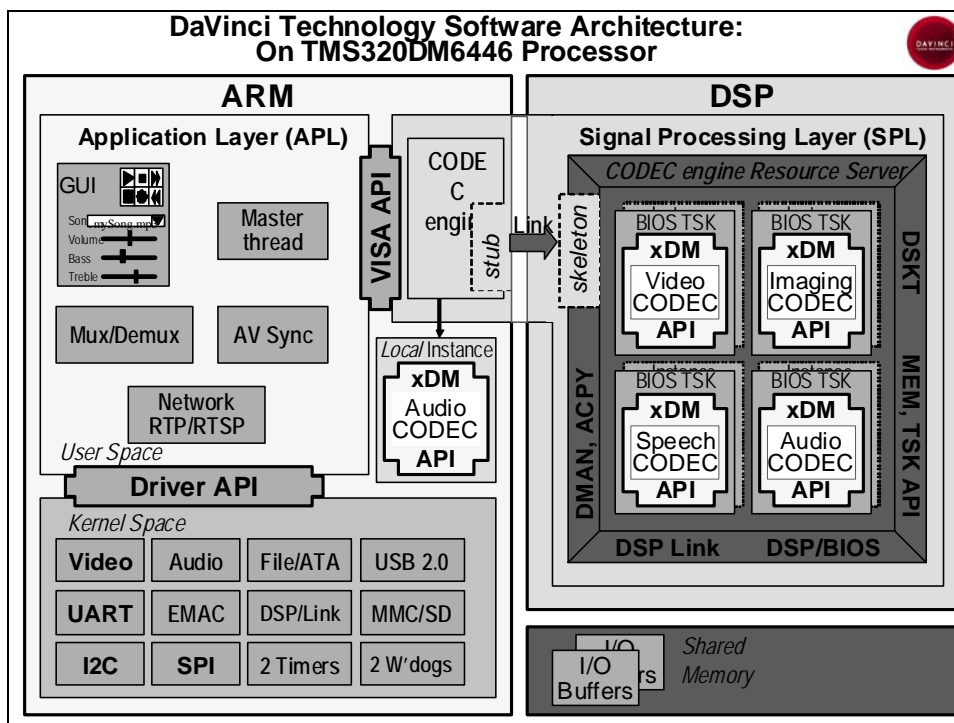 DaVinci Technology Software Architecture:
On TMS320DM6446 Processor
DAVINCI
ARM
Application Layer (APL)
GUI
Son
mySong.mp
Volume
Bass
Treble
Master
thread
Mux/Demux
AV Sync
Network
RTP/RTSP
User Space
VISA API
CODE
C
engin
stub
Link
skeleton
Local Instance
xDM
Audio
CODEC
API
Driver API
Kernel Space
Video
Audio
File/ATA
USB 2.0
UART
EMAC
DSP/Link
MMC/SD
I2C
SPI
2 Timers
2 W'dogs
DSP
Signal Processing Layer (SPL)
CODEC engine Resource Server
BIOS TSK
xDM
Video
CODEC
API
BIOS TSK
xDM
Imaging
CODEC
API
BIOS TSK
xDM
Speech
CODEC
API
BIOS TSK
xDM
Audio
CODEC
API
DMAN, ACPY
DSKT
MEM, TSK API
DSP Link
DSP/BIOS
I/O
I/O
Buffers
Shared
Memory